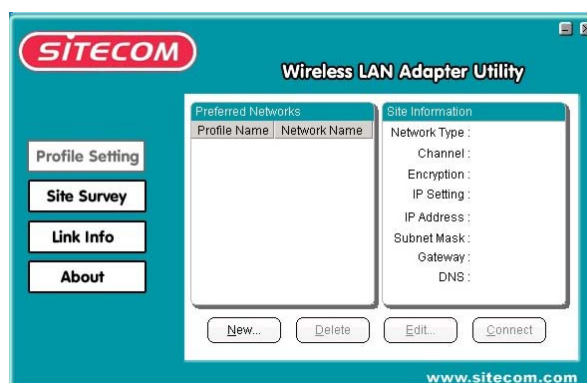 SITECOM
Wireless LAN Adapter Utility
Profile Setting
Site Survey
Link Info
About
Preferred Networks
Profile Name Network Name
Site Information
Network Type :
Channel :
Encryption :
IP Setting :
IP Address :
Subnet Mask :
Gateway :
DNS :
New... Delete Edit... Connect
www.sitecom.com